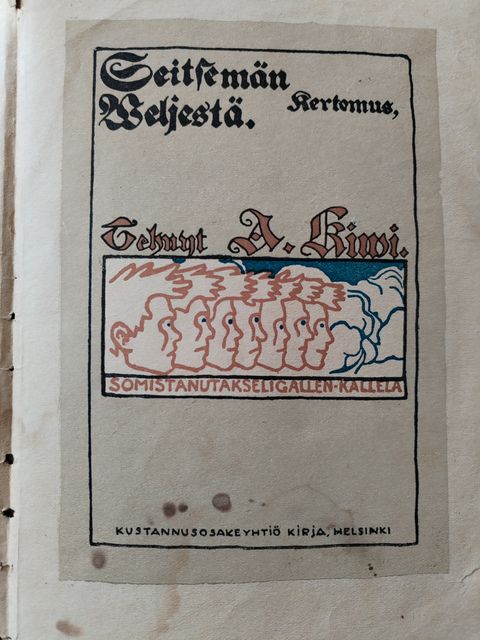 Seitsemän
Weljestä. Kertomus,
Tehnyt A. Kiwi.
SOMISTANUT AKSELI GALLEN-KALLELA
KUSTANNUSOSAKEYHTIÖ KIRJA, HELSINKI